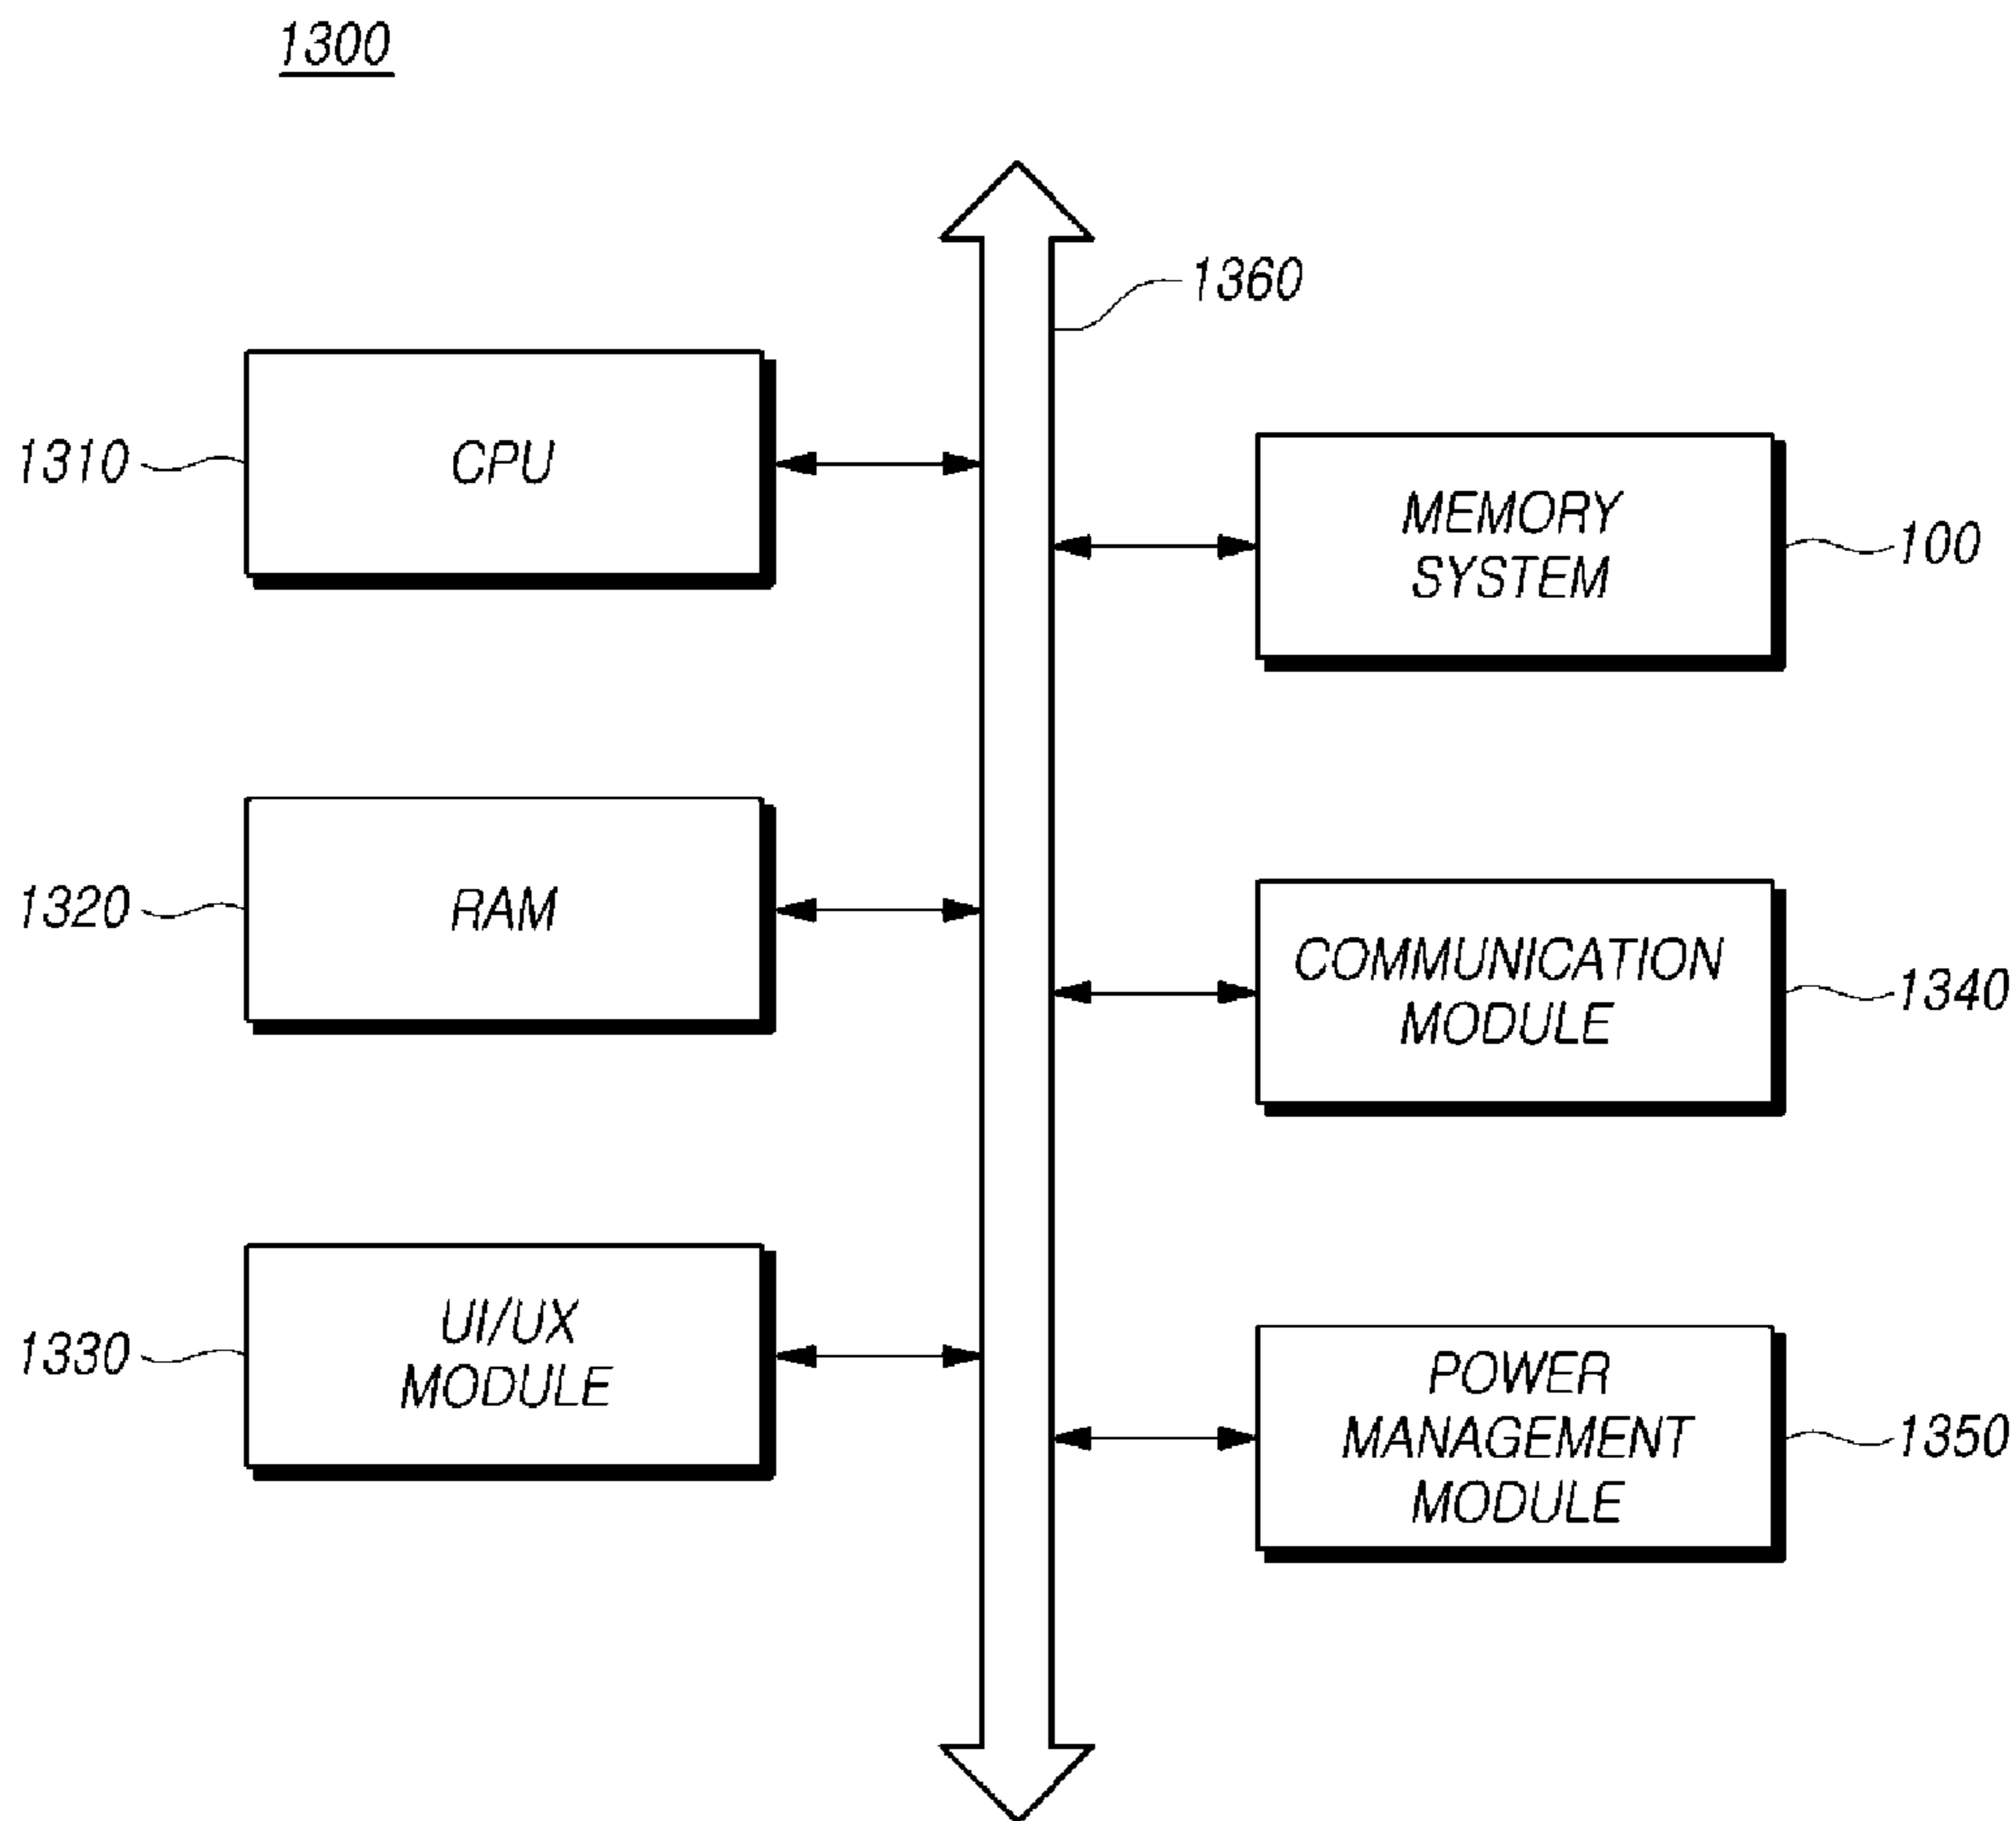 1300
1360
1310
CPU
MEMORY
SYSTEM
100
1320
RAM
COMMUNICATION
MODULE
1340
1330
UI/UX
MODULE
POWER
MANAGEMENT
MODULE
1350